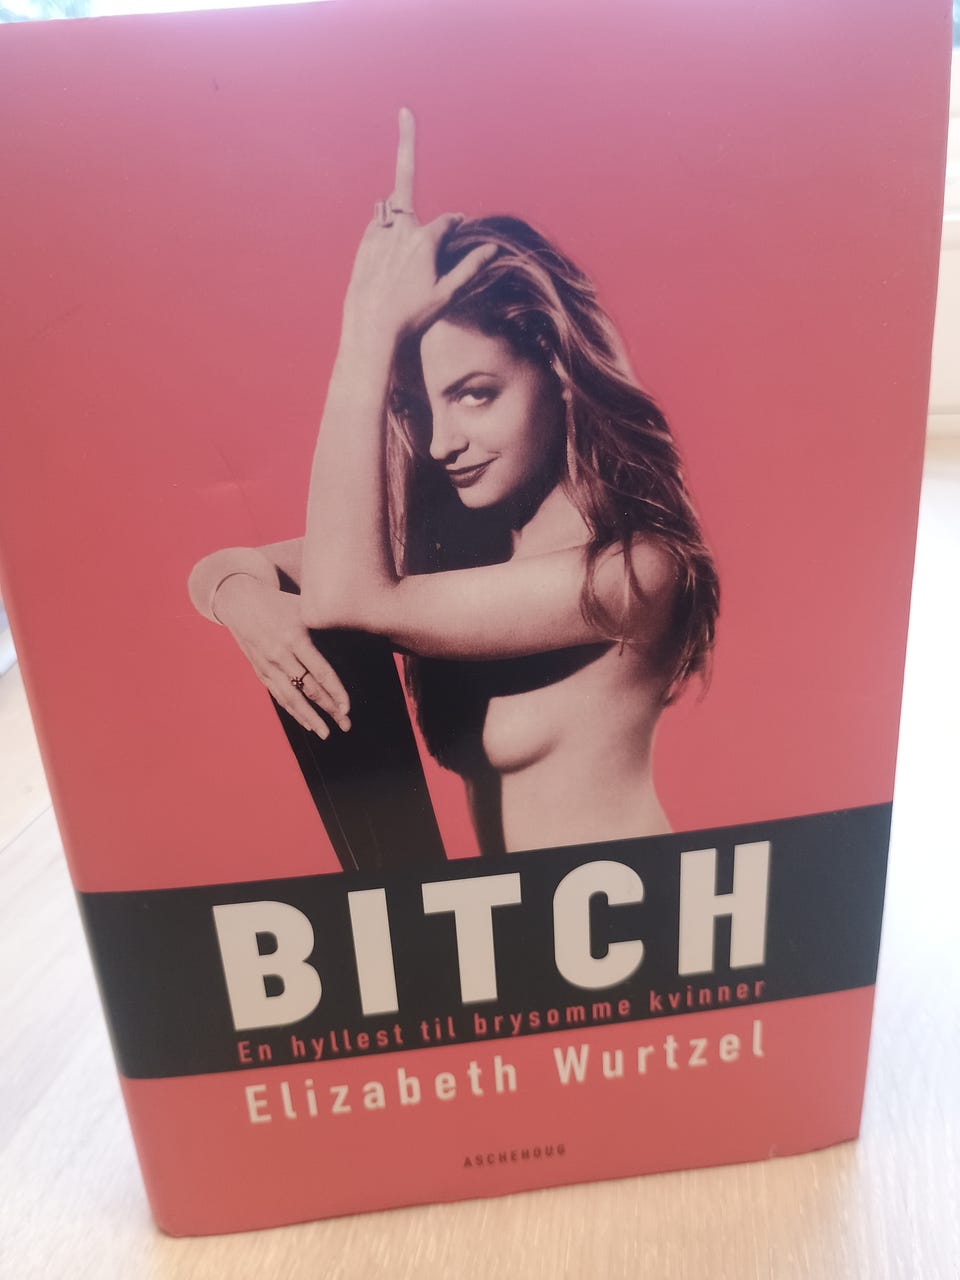 BITCH
En hyllest til brysomme kvinner
Elizabeth Wurtzel
ASCHEHOUG